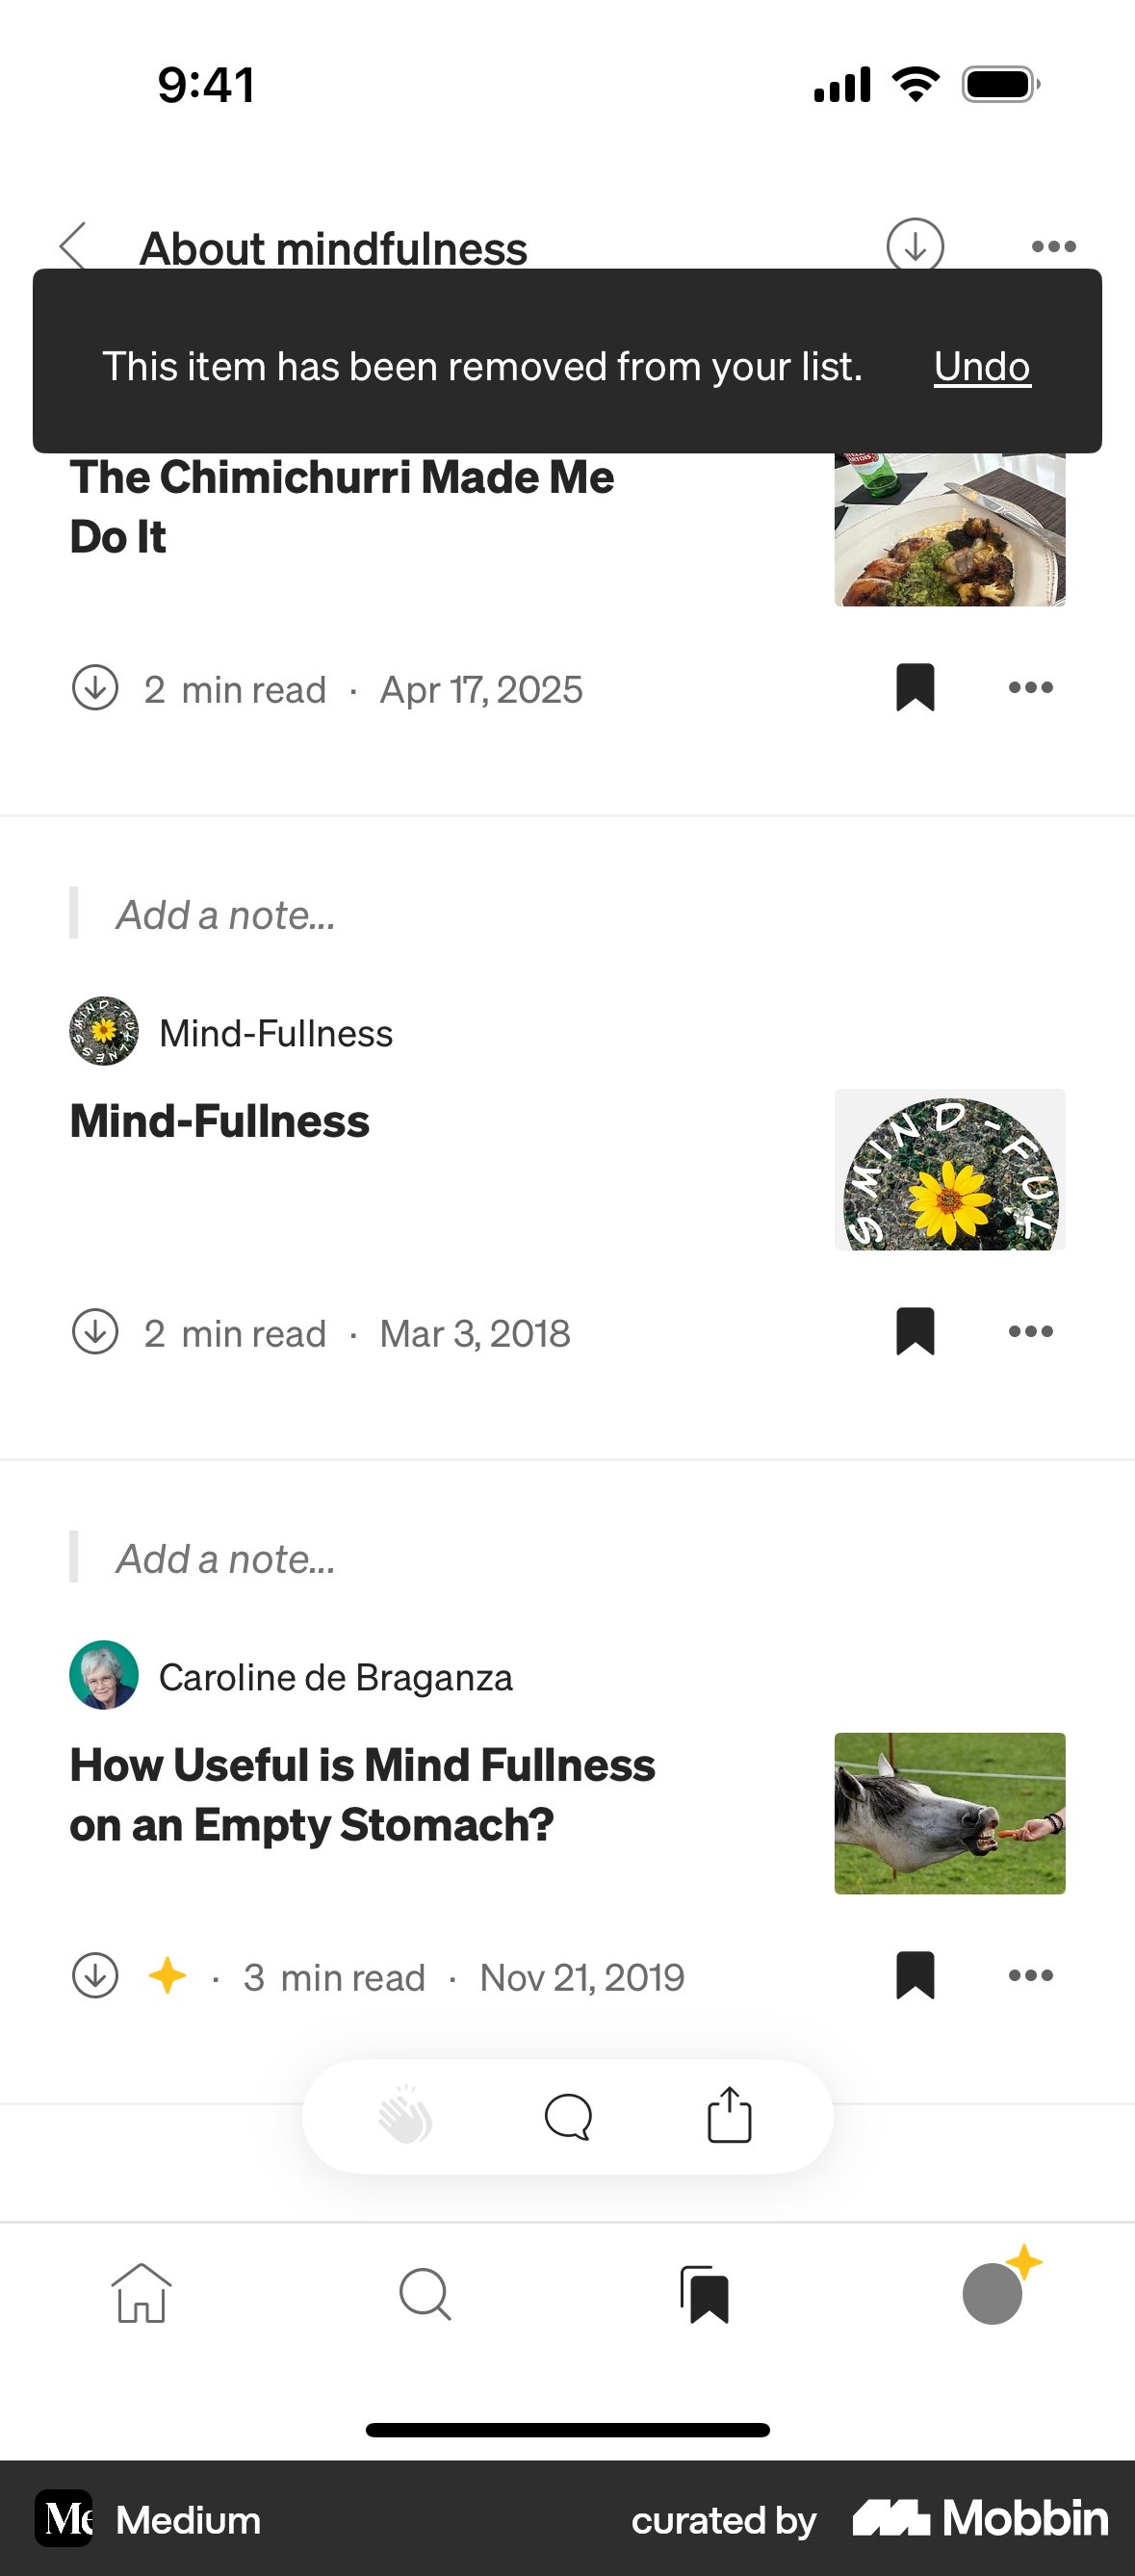 9:41
About mindfulness
This item has been removed from your list. Undo
The Chimichurri Made Me
Do It
2 min read · Apr 17, 2025
Add a note...
Mind-Fullness
Mind-Fullness
MIND-FUL
S
2 min read · Mar 3, 2018
Add a note...
Caroline de Braganza
How Useful is Mind Fullness
on an Empty Stomach?
· 3 min read · Nov 21, 2019
Me Medium
curated by Mobbin